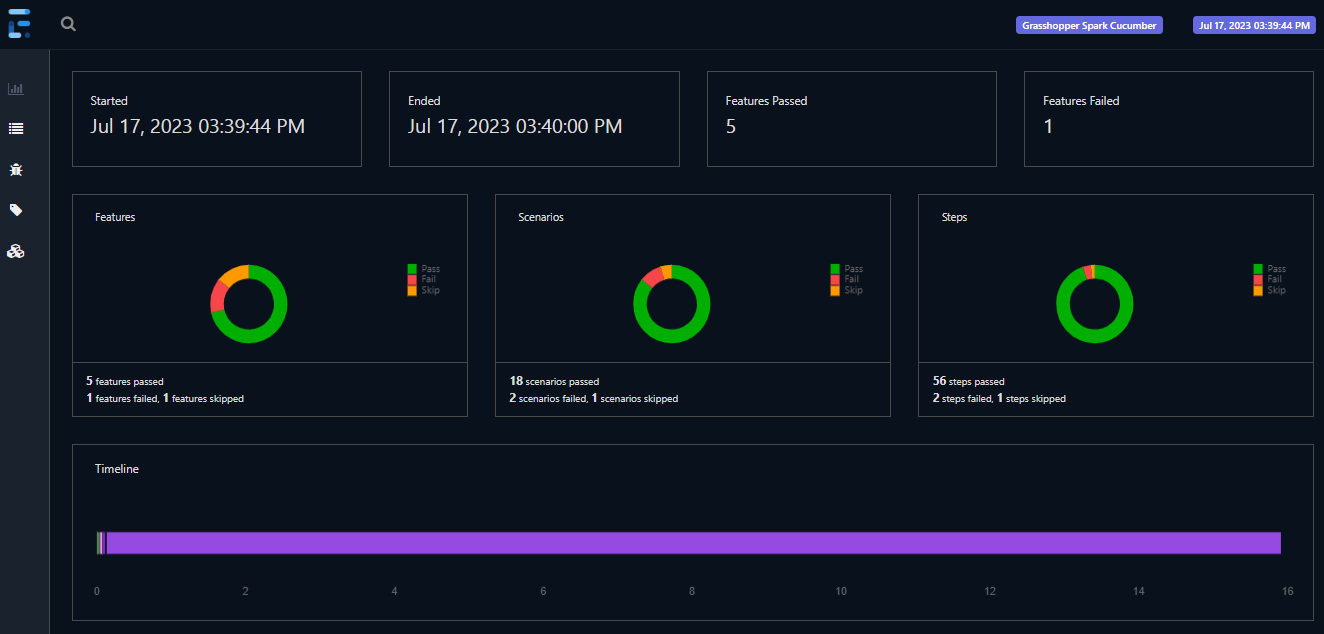 Grasshopper Spark Cucumber
Jul 17, 2023 03:39:44 PM
Started
Jul 17, 2023 03:39:44 PM
Ended
Jul 17, 2023 03:40:00 PM
Features Passed
5
Features Failed
1
Features
Pass
Fail
Skip
5 features passed
1 features failed, 1 features skipped
Scenarios
Pass
Fail
Skip
18 scenarios passed
2 scenarios failed, 1 scenarios skipped
Steps
Pass
Fail
Skip
56 steps passed
2 steps failed, 1 steps skipped
Timeline
0 2 4 6 8 10 12 14 16